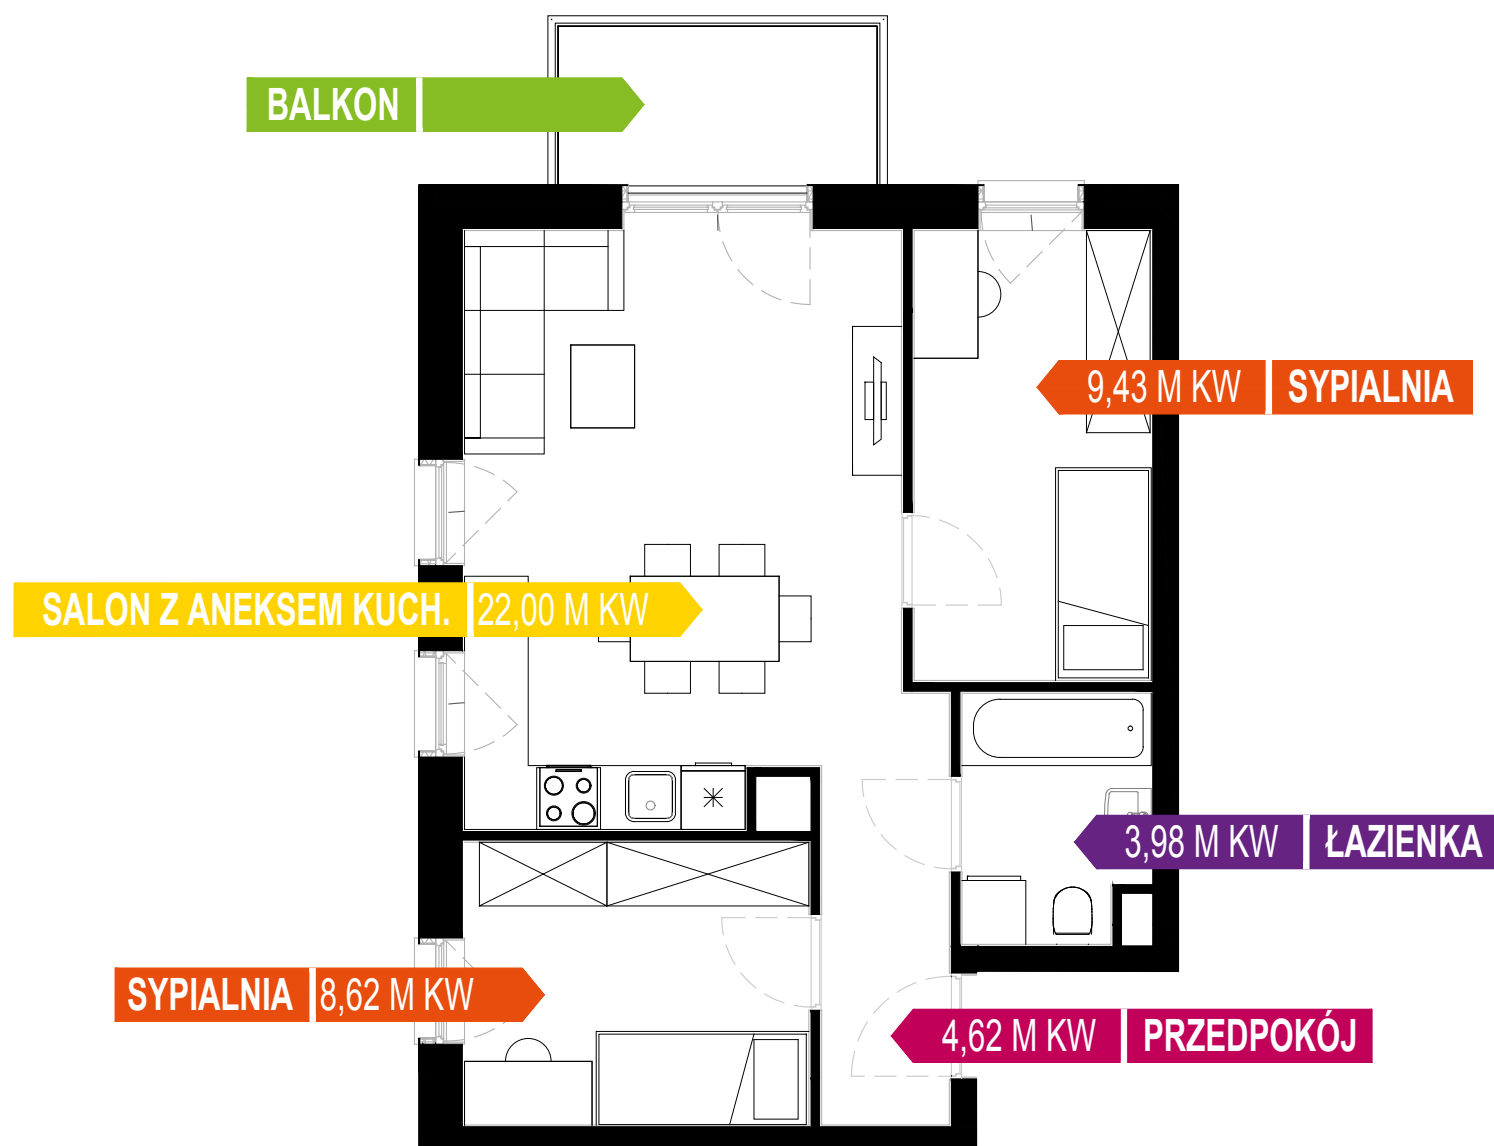 BALKON
9,43 M KW SYPIALNIA
SALON Z ANEKSEM KUCH. 22,00 M KW
3,98 M KW ŁAZIENKA
SYPIALNIA 8,62 M KW
4,62 M KW PRZEDPOKÓJ